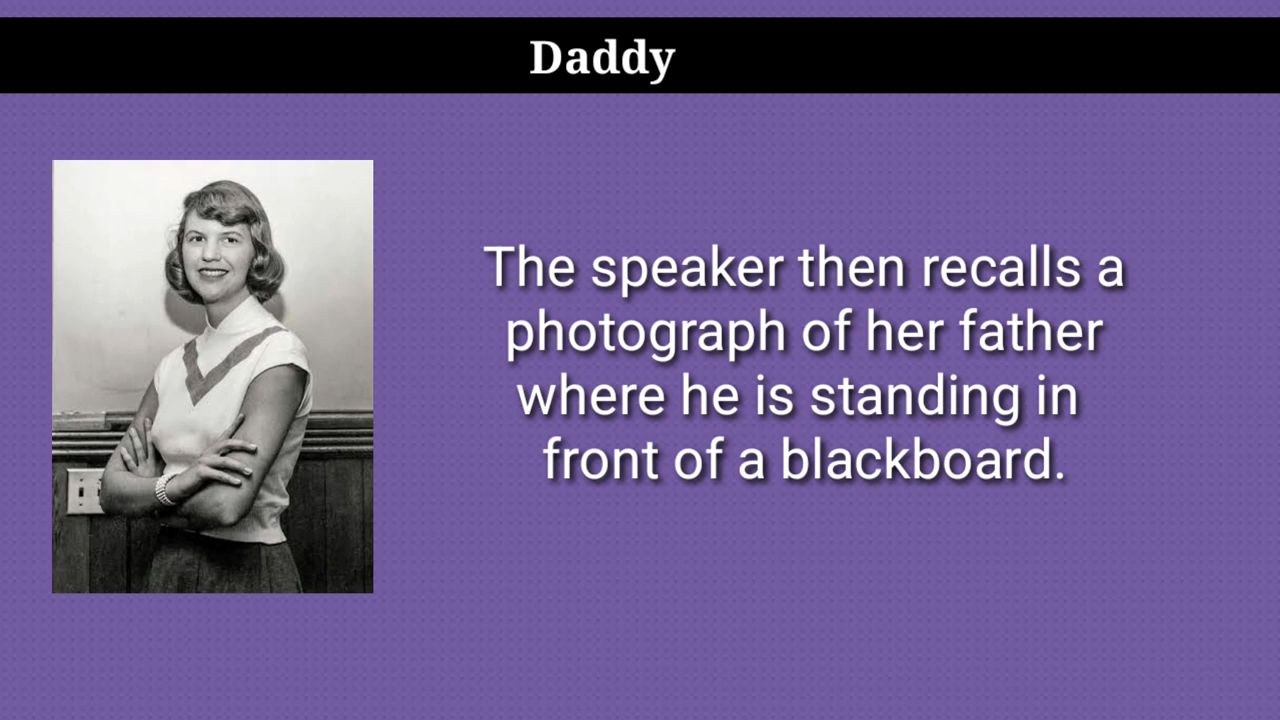 Daddy
The speaker then recalls a
photograph of her father
where he is standing in
front of a blackboard.